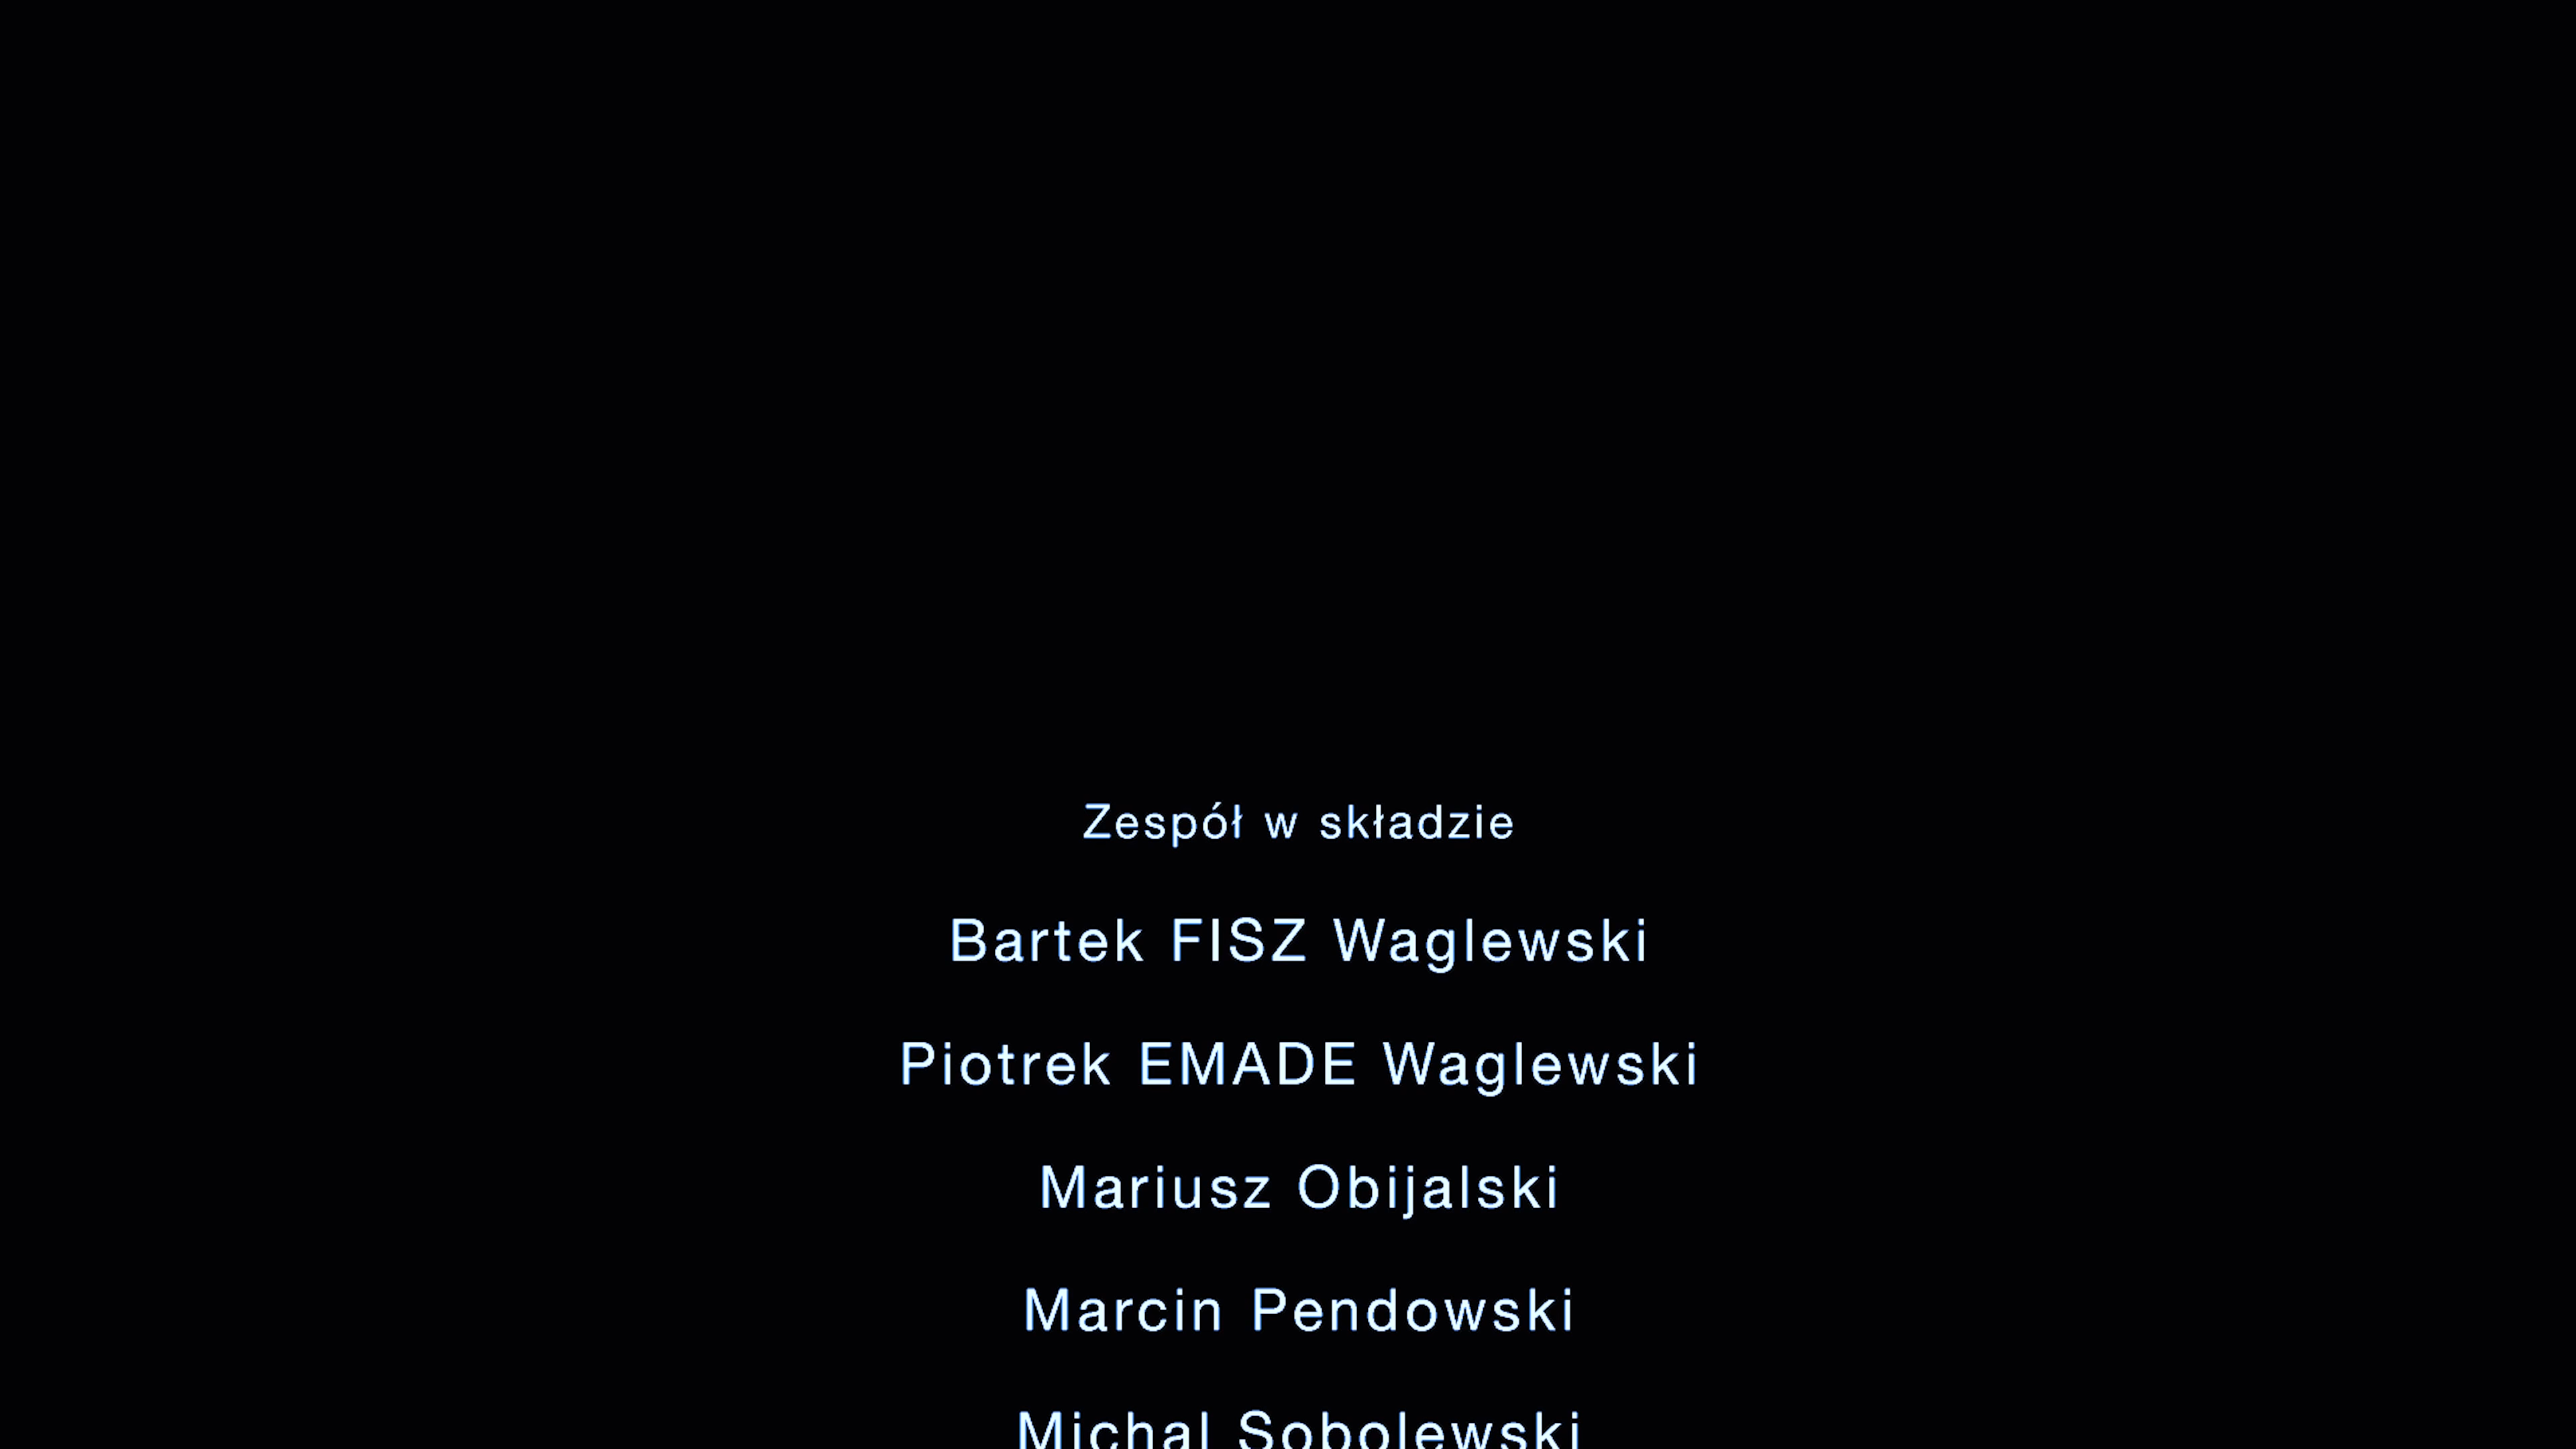 Zespół w składzie
Bartek FISZ Waglewski
Piotrek EMADE Waglewski
Mariusz Obijalski
Marcin Pendowski
Michal Sobolewski